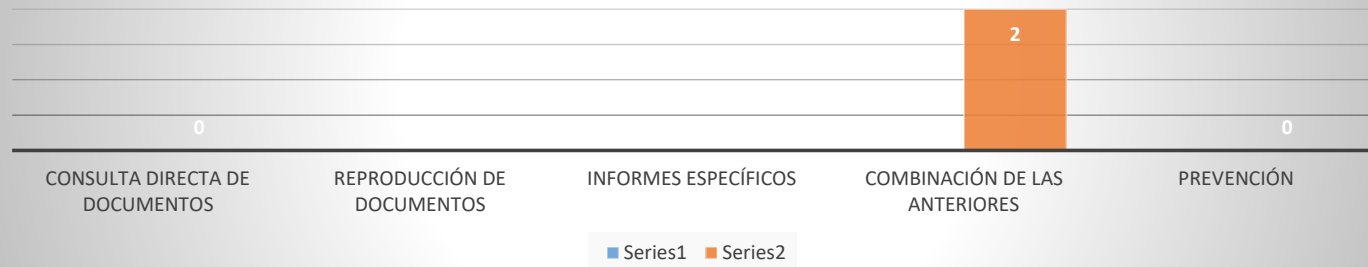 2
0
0
CONSULTA DIRECTA DE
DOCUMENTOS
REPRODUCCIÓN DE
DOCUMENTOS
INFORMES ESPECÍFICOS
COMBINACIÓN DE LAS
ANTERIORES
PREVENCIÓN
Series1 Series2